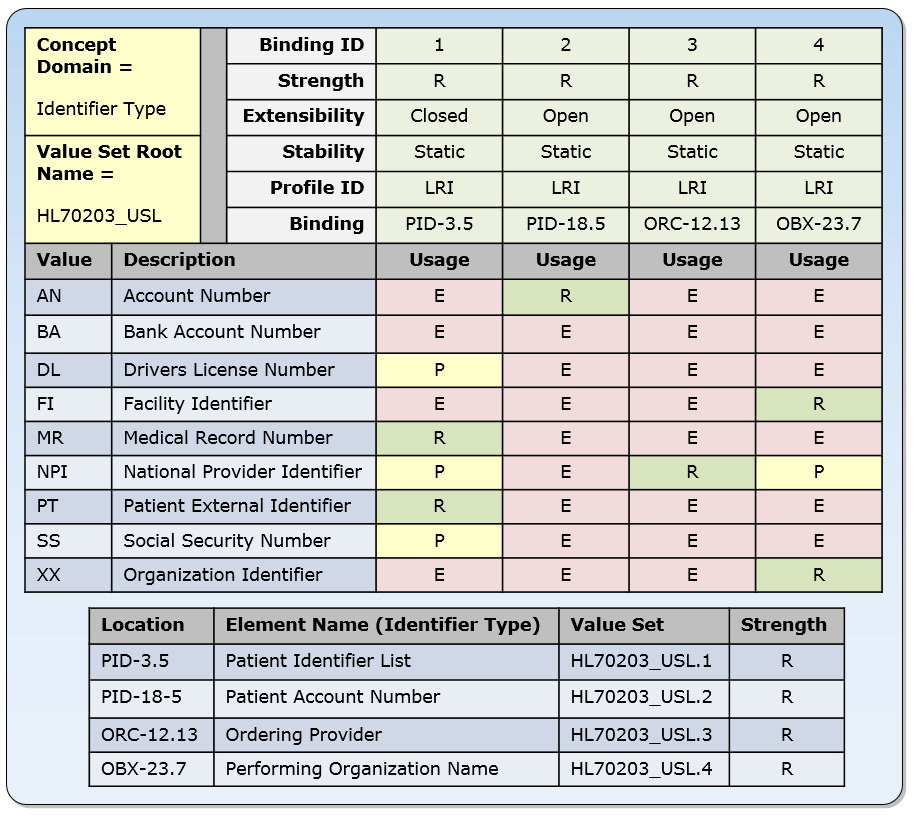 Concept Domain =
Identifier Type
Value Set Root Name =
HL70203_USL
Binding ID 1 2 3 4
Strength R R R R
Extensibility Closed Open Open Open
Stability Static Static Static Static
Profile ID LRI LRI LRI LRI
Binding PID-3.5 PID-18.5 ORC-12.13 OBX-23.7
Value Description Usage Usage Usage Usage
AN Account Number E R E E
BA Bank Account Number E E E E
DL Drivers License Number P E E E
FI Facility Identifier E E E R
MR Medical Record Number R E E E
NPI National Provider Identifier P E R P
PT Patient External Identifier R E E E
SS Social Security Number P E E E
XX Organization Identifier E E E R
Location Element Name (Identifier Type) Value Set Strength
PID-3.5 Patient Identifier List HL70203_USL.1 R
PID-18-5 Patient Account Number HL70203_USL.2 R
ORC-12.13 Ordering Provider HL70203_USL.3 R
OBX-23.7 Performing Organization Name HL70203_USL.4 R